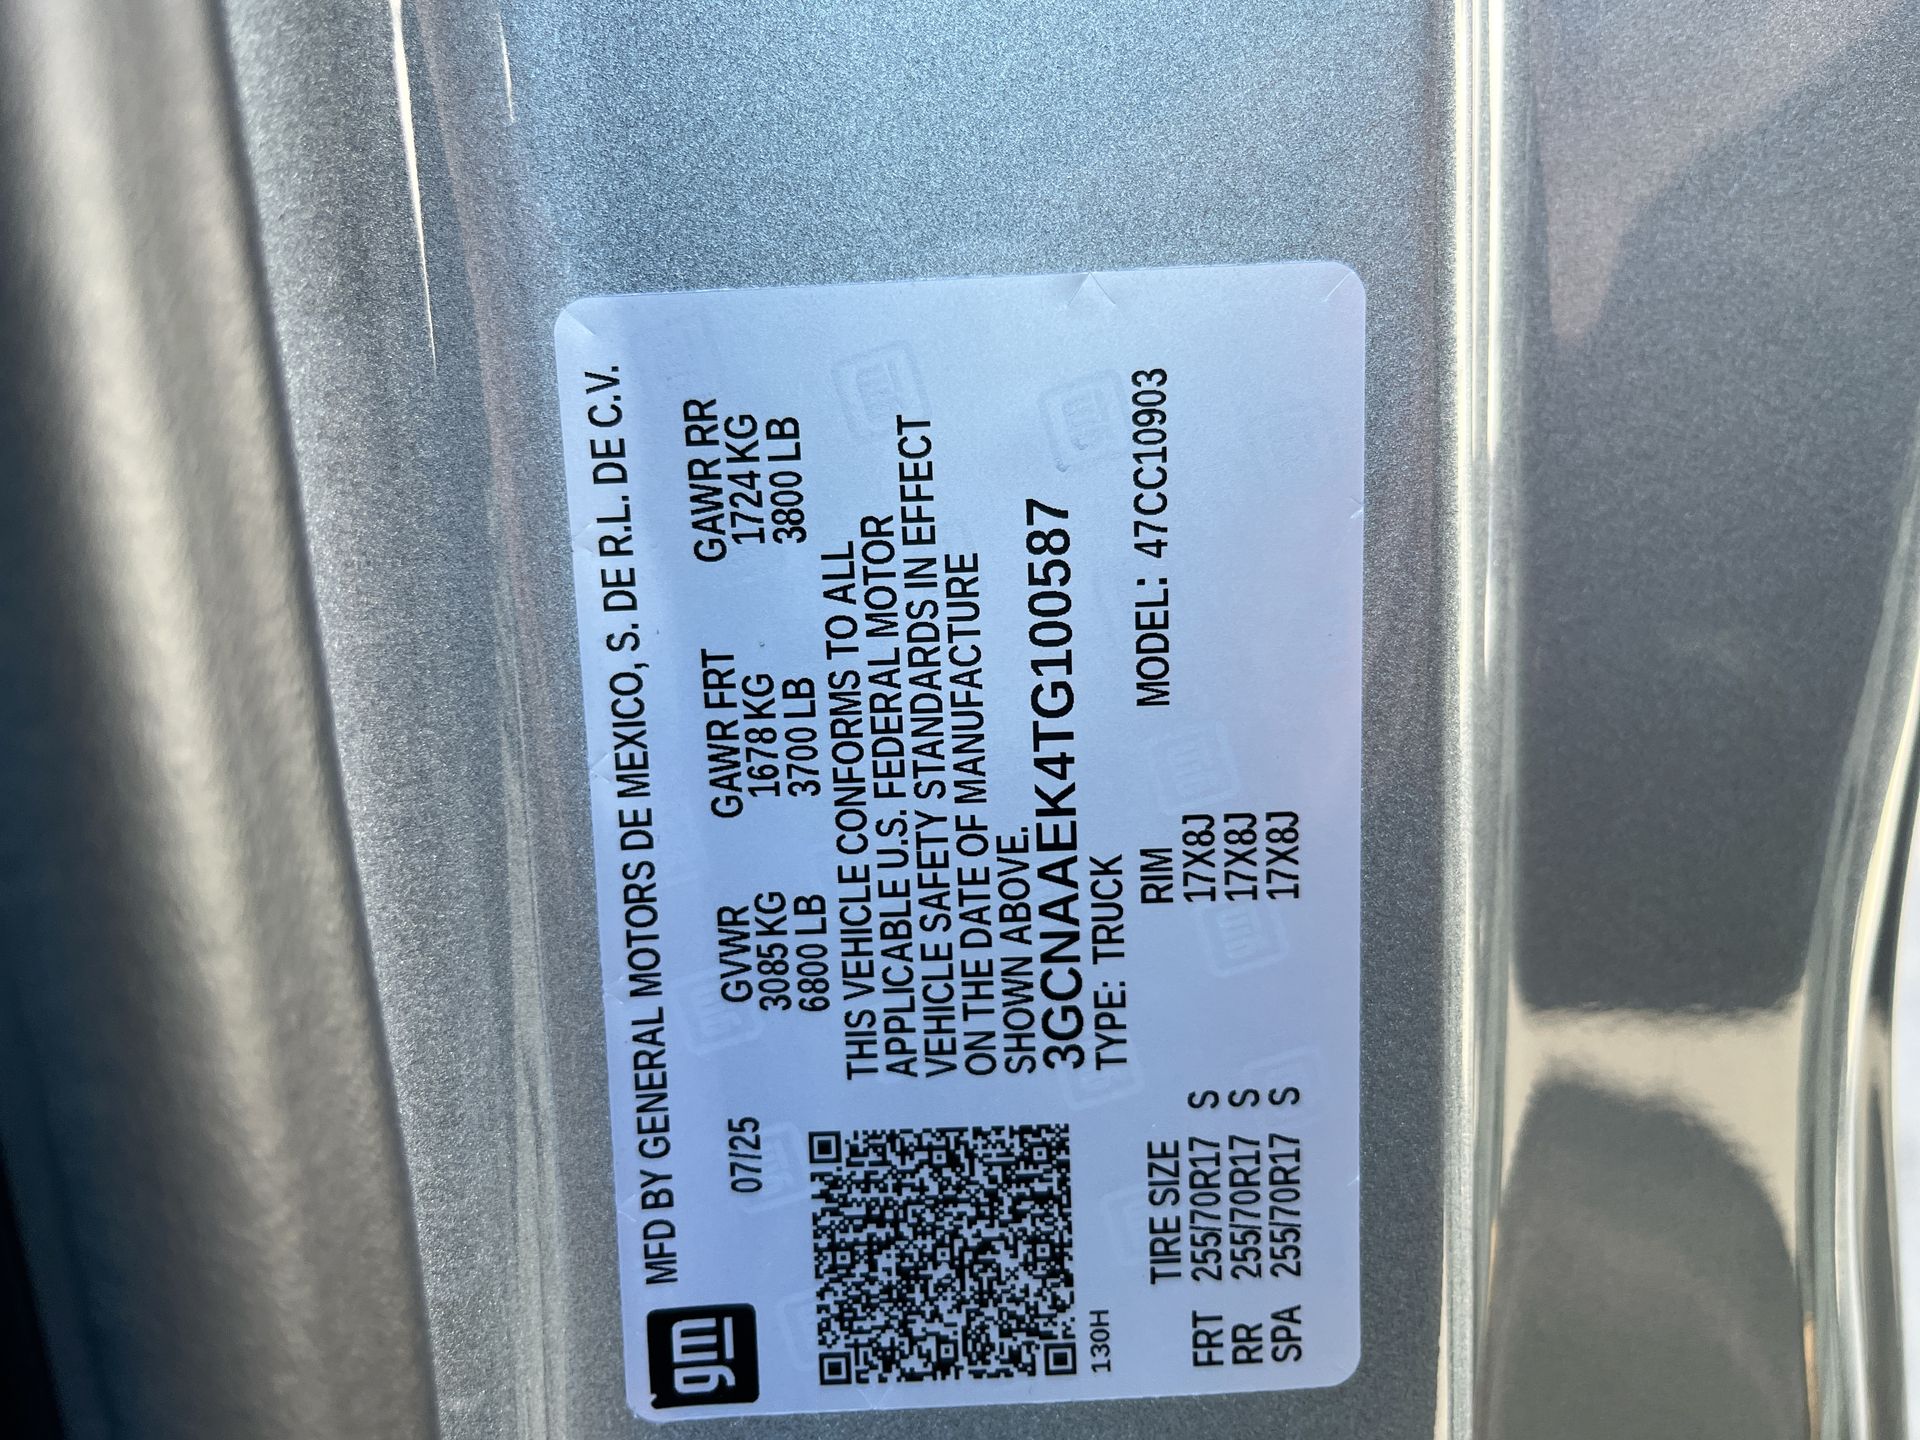 gm
MFD BY GENERAL MOTORS DE MEXICO, S. DE R.L. DE C.V.
07/25
GVWR GAWR FRT GAWR RR
3085 KG 1678 KG 1724 KG
6800 LB 3700 LB 3800 LB
THIS VEHICLE CONFORMS TO ALL
APPLICABLE U.S. FEDERAL MOTOR
VEHICLE SAFETY STANDARDS IN EFFECT
ON THE DATE OF MANUFACTURE
SHOWN ABOVE.
3GCNAAEK4TG100587
TYPE: TRUCK
MODEL: 47CC10903
130H
TIRE SIZE RIM
FRT 255/70R17 S 17X8J
RR 255/70R17 S 17X8J
SPA 255/70R17 S 17X8J